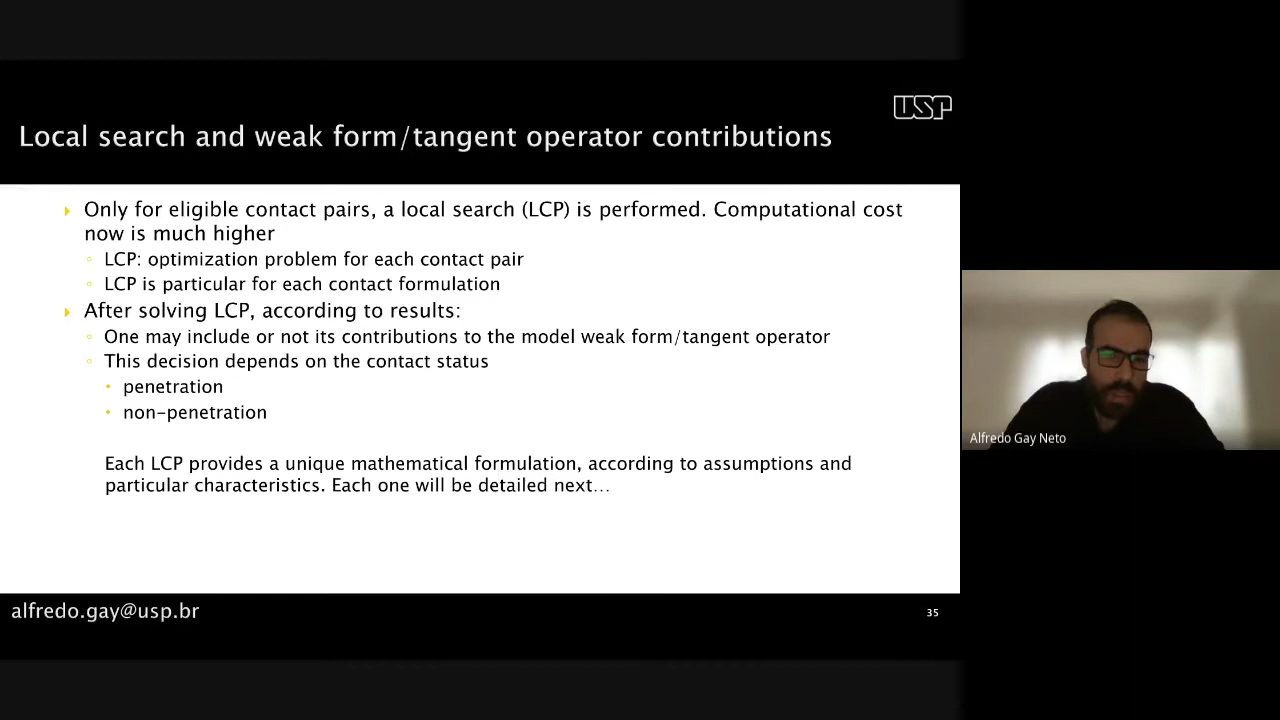 USP
Local search and weak form/tangent operator contributions
Only for eligible contact pairs, a local search (LCP) is performed. Computational cost
now is much higher
LCP: optimization problem for each contact pair
LCP is particular for each contact formulation
After solving LCP, according to results:
One may include or not its contributions to the model weak form/tangent operator
This decision depends on the contact status
penetration
non-penetration
Each LCP provides a unique mathematical formulation, according to assumptions and
particular characteristics. Each one will be detailed next...
Alfredo Gay Neto
alfredo.gay@usp.br
35